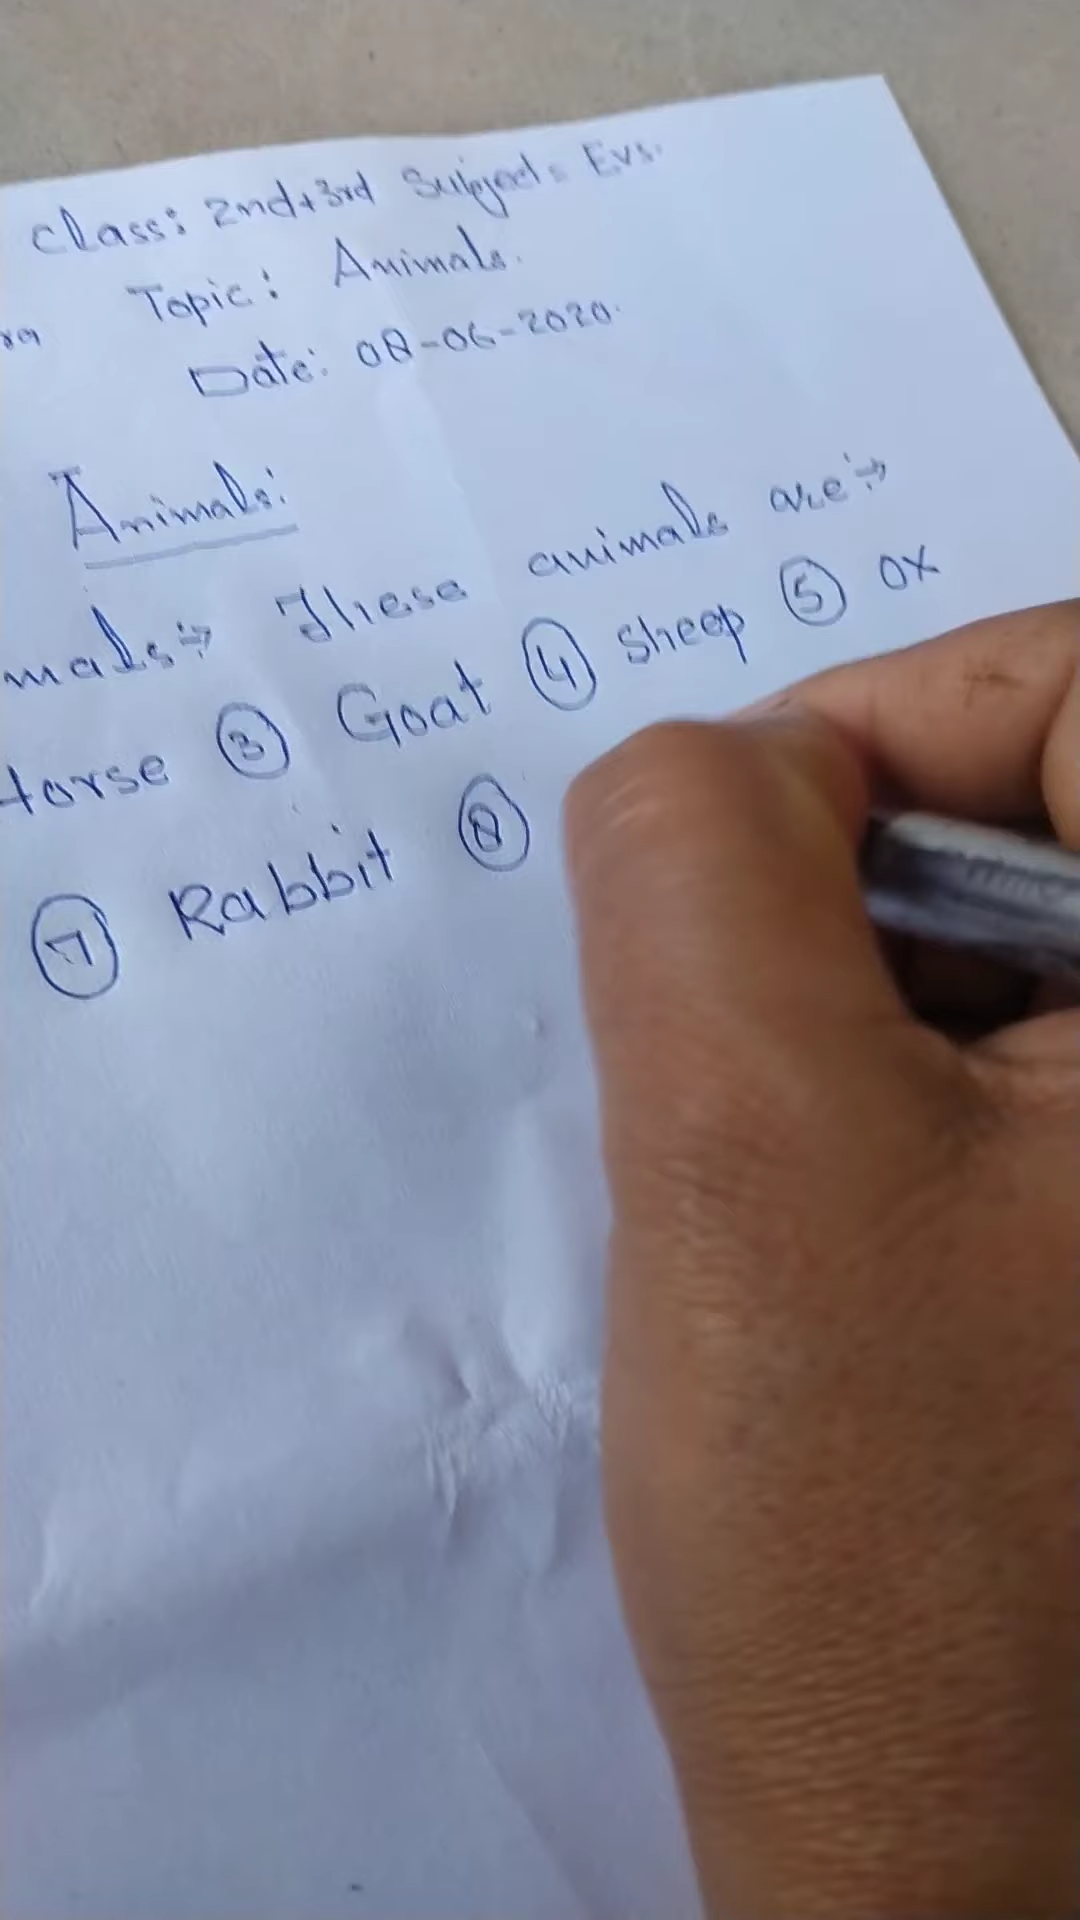 Class: 2nd+3rd Subject: EVS.
Topic: Animals.
Date: 08-06-2020.
Animals:
mals:→ These animals are:→
Horse ③ Goat ④ Sheep ⑤ OX
⑦ Rabbit ⑧